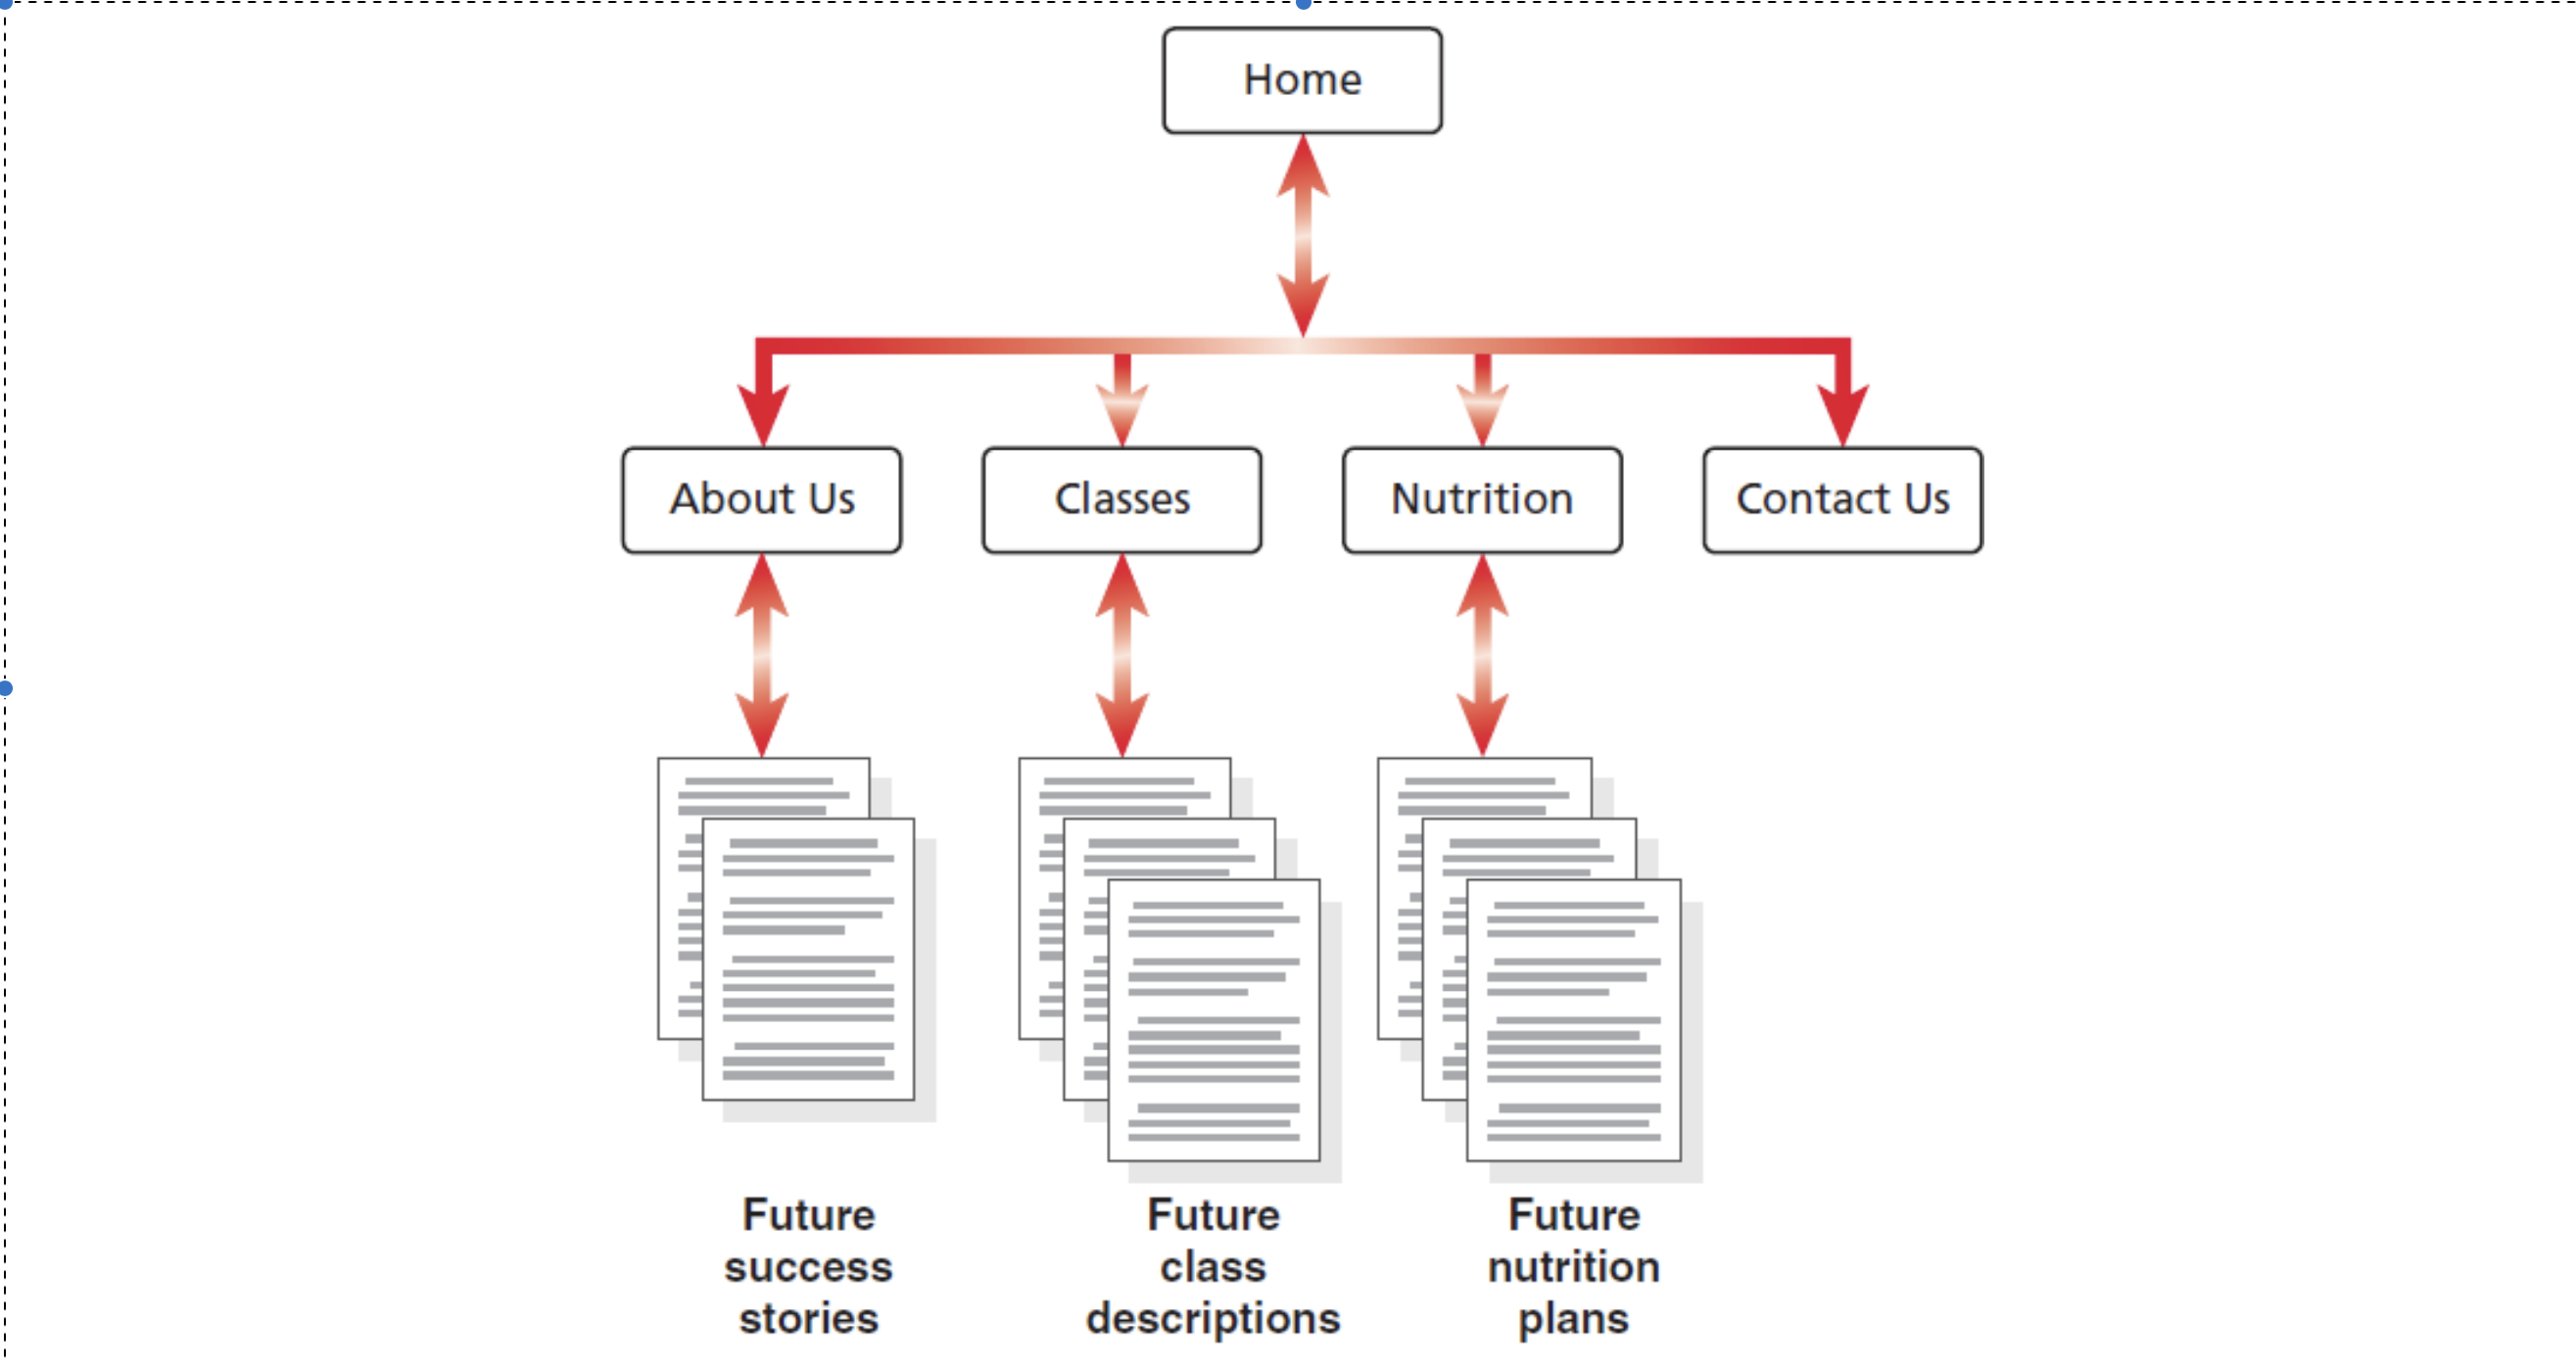 Home
About Us
Classes
Nutrition
Contact Us
Future
success
stories
Future
class
descriptions
Future
nutrition
plans